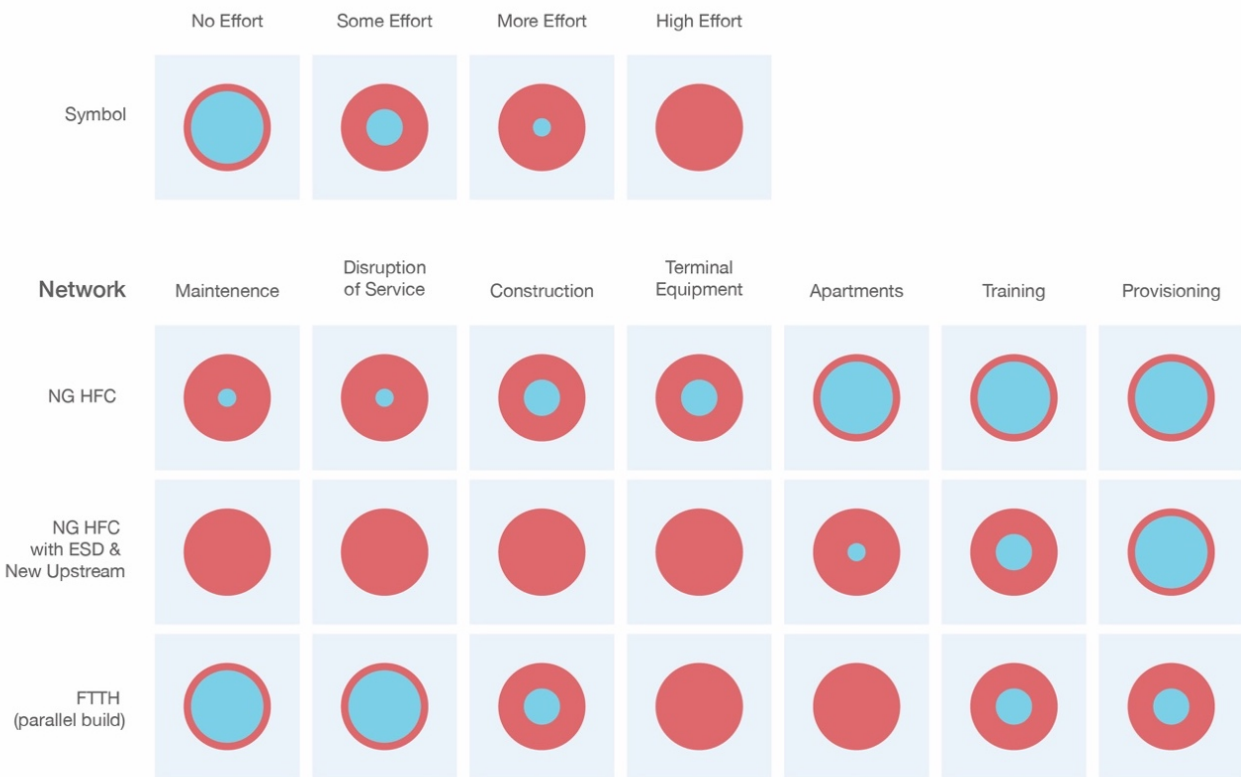 No Effort
Some Effort
More Effort
High Effort
Symbol
Network
Maintenence
Disruption
of Service
Construction
Terminal
Equipment
Apartments
Training
Provisioning
NG HFC
NG HFC
with ESD &
New Upstream
FTTH
(parallel build)